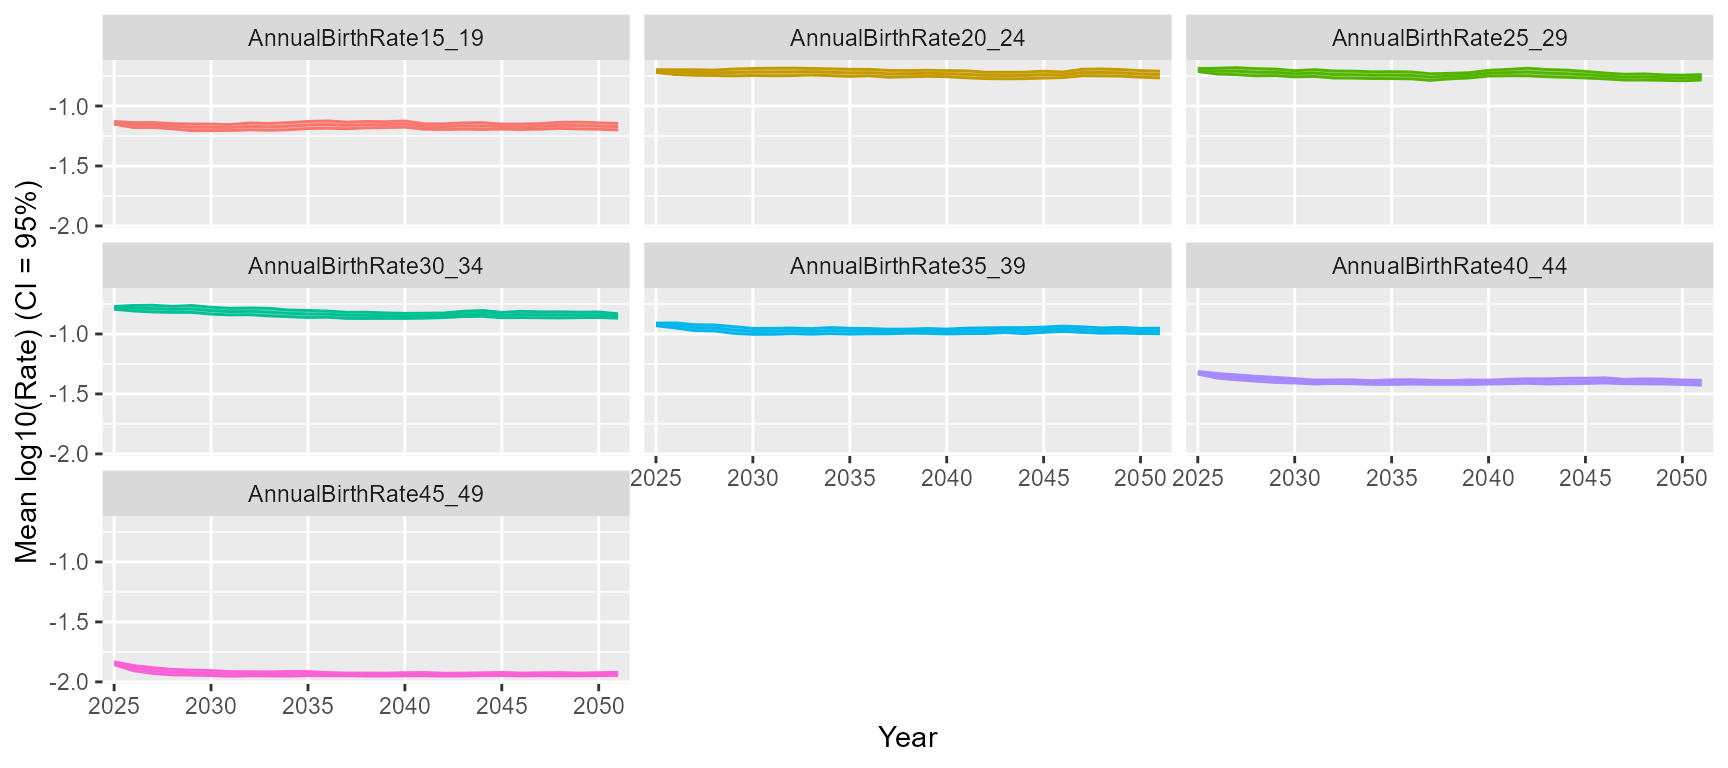 AnnualBirthRate15_19
AnnualBirthRate20_24
AnnualBirthRate25_29
-1.0
-1.5
-2.0
AnnualBirthRate30_34
AnnualBirthRate35_39
AnnualBirthRate40_44
-1.0
-1.5
-2.0
2025 2030 2035 2040 2045 2050
2025 2030 2035 2040 2045 2050
AnnualBirthRate45_49
-1.0
-1.5
-2.0
2025 2030 2035 2040 2045 2050
Mean log10(Rate) (CI = 95%)
Year